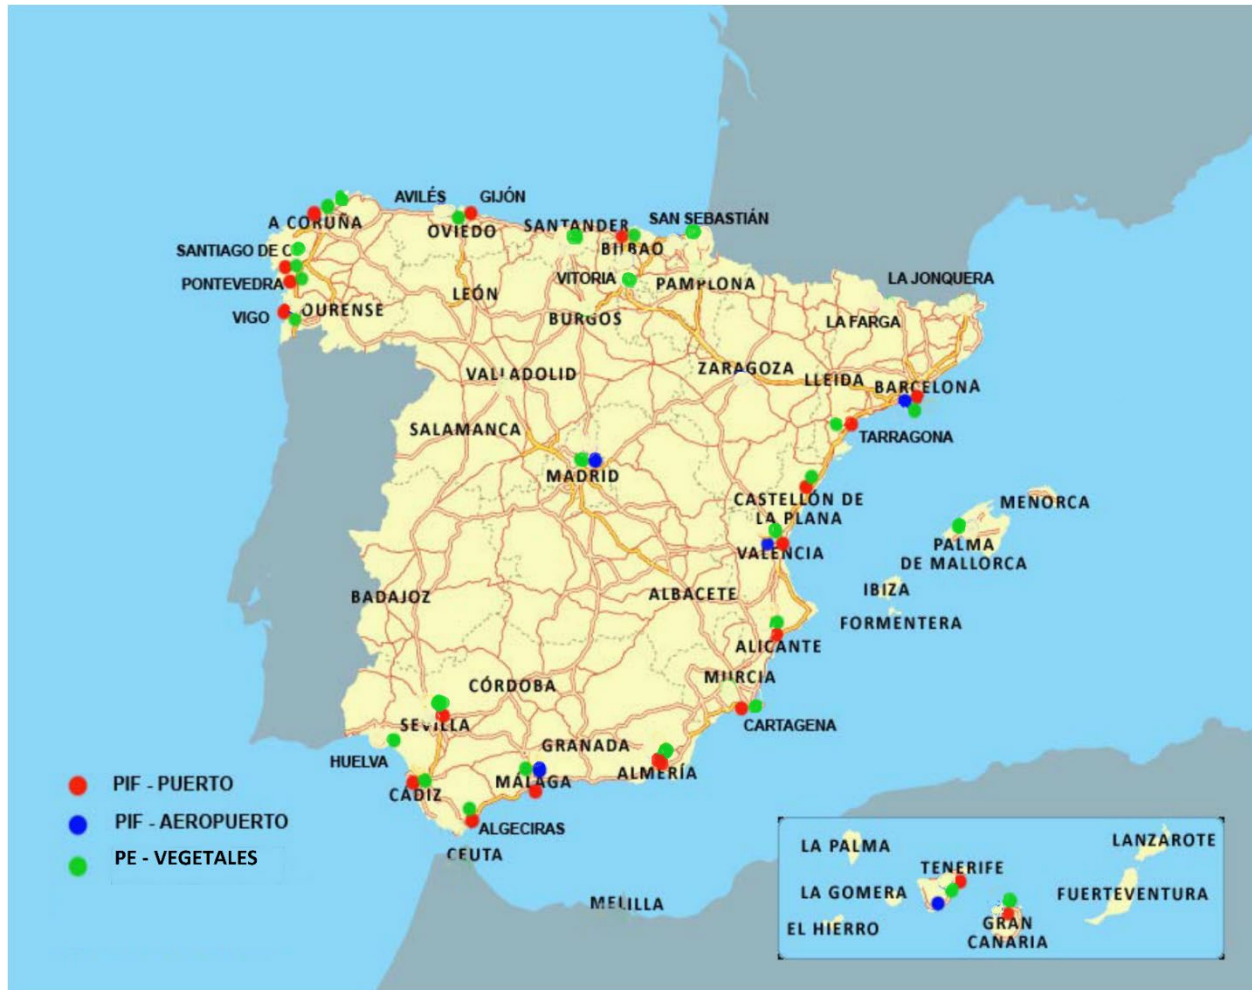 AVILÉS
GIJÓN
A CORUÑA
OVIEDO
SANTANDER
SAN SEBASTIÁN
BILBAO
SANTIAGO DE C
VITORIA
PAMPLONA
LA JONQUERA
PONTEVEDRA
LEÓN
VIGO
OURENSE
BURGOS
LA FARGA
VALLADOLID
ZARAGOZA
LLEIDA
BARCELONA
SALAMANCA
TARRAGONA
MADRID
CASTELLÓN DE
LA PLANA
MENORCA
VALENCIA
PALMA
DE MALLORCA
BADAJOZ
ALBACETE
IBIZA
FORMENTERA
ALICANTE
CÓRDOBA
MURCIA
SEVILLA
CARTAGENA
HUELVA
GRANADA
ALMERÍA
CÁDIZ
MÁLAGA
ALGECIRAS
CEUTA
MELILLA
PIF - PUERTO
PIF - AEROPUERTO
PE - VEGETALES
LA PALMA
LANZAROTE
TENERIFE
LA GOMERA
FUERTEVENTURA
EL HIERRO
GRAN
CANARIA